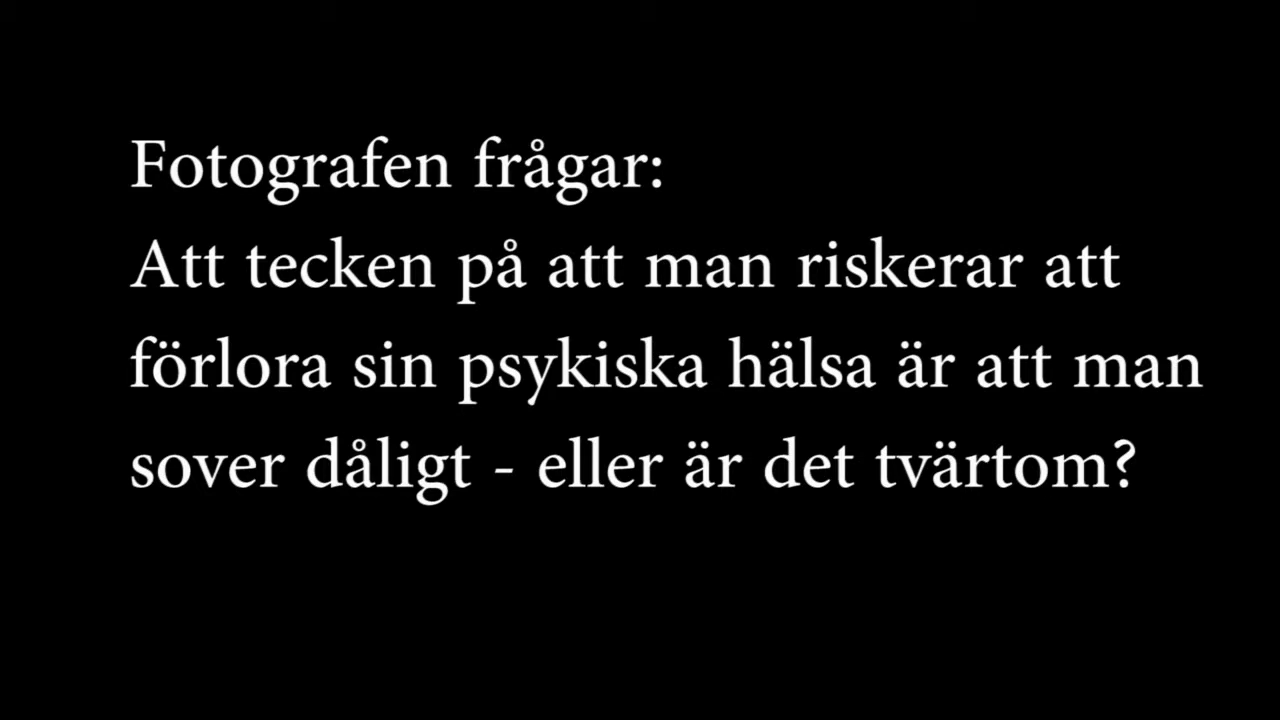 Fotografen frågar:
Att tecken på att man riskerar att
förlora sin psykiska hälsa är att man
sover dåligt - eller är det tvärtom?